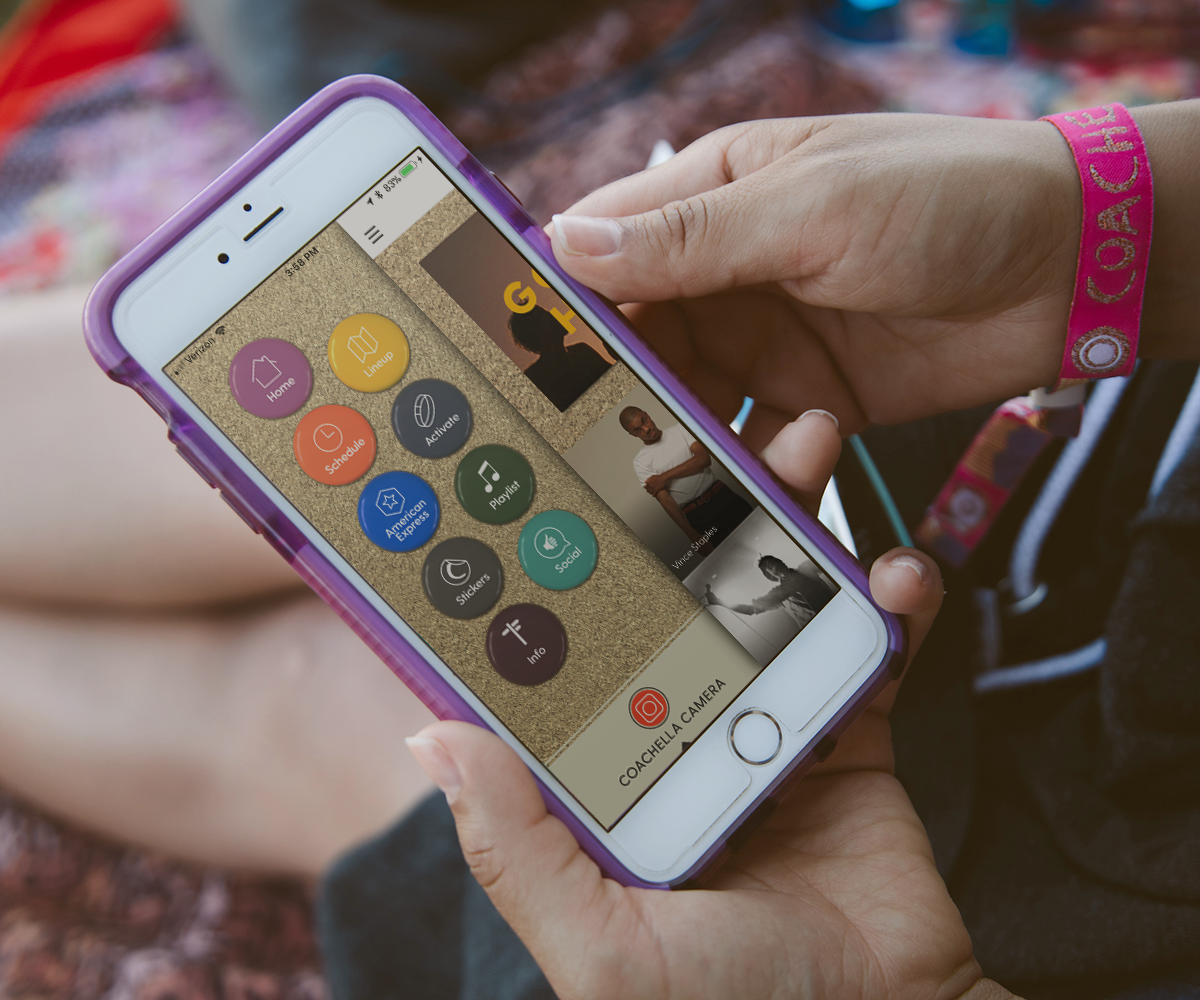 Verizon
3:58 PM
83%
Home
Lineup
Schedule
Activate
American
Express
Playlist
Stickers
Social
Info
COACHELLA CAMERA
Vince Staples
COACHE